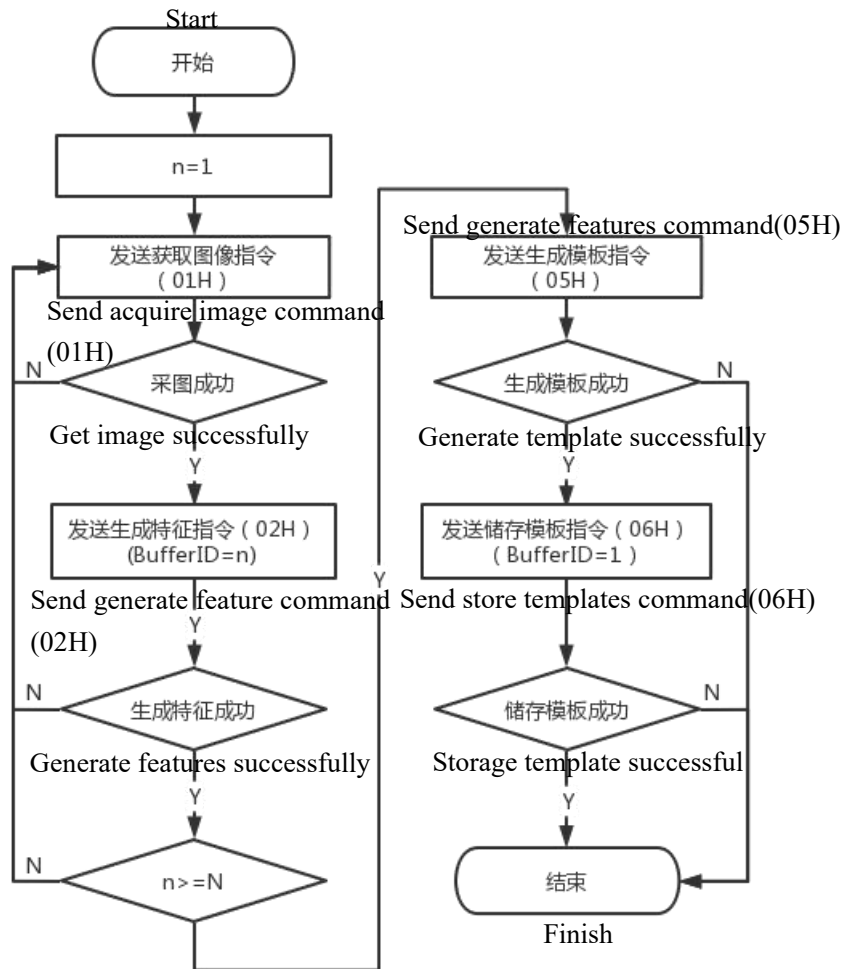 Start
开始
n=1
发送获取图像指令
（01H）
Send acquire image command
(01H)
N
采图成功
Get image successfully
Y
发送生成特征指令（02H）
(BufferID=n)
Send generate feature command
(02H)
Y
N
生成特征成功
Generate features successfully
Y
N
n>=N
Y
Send generate features command(05H)
发送生成模板指令
（05H）
生成模板成功
N
Generate template successfully
Y
发送储存模板指令（06H）
（BufferID=1）
Send store templates command(06H)
储存模板成功
N
Storage template successful
Y
结束
Finish